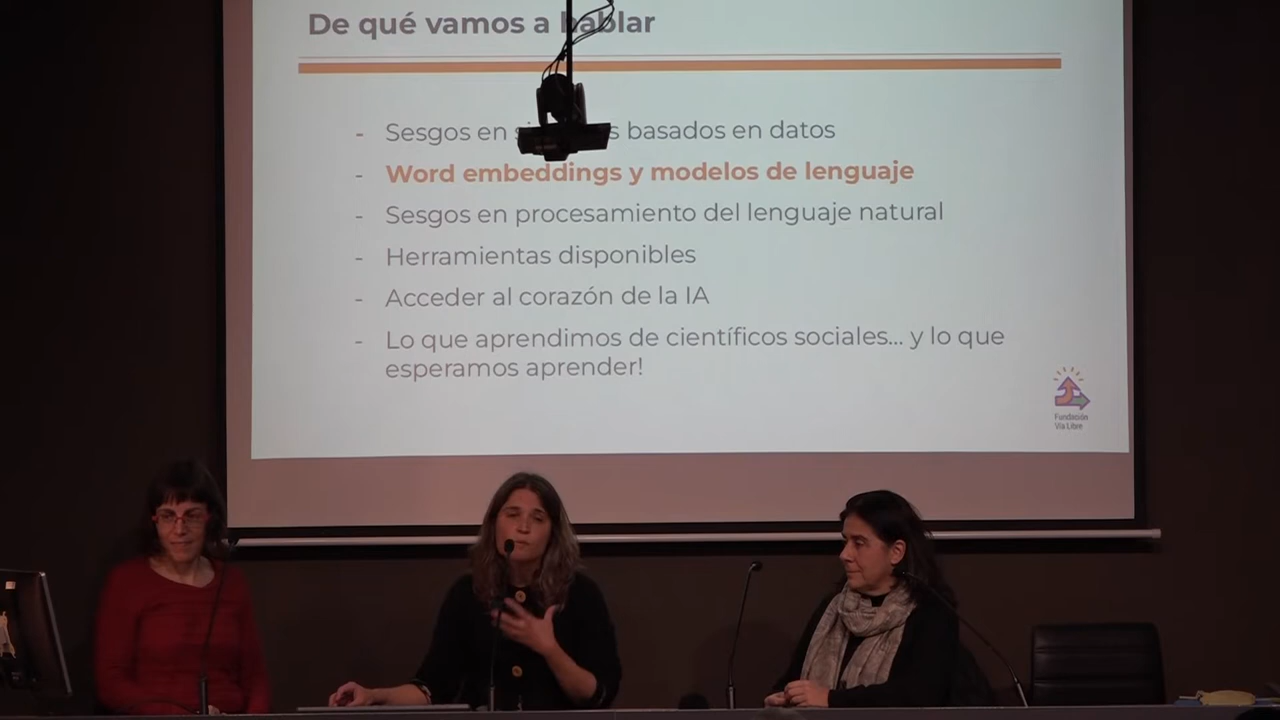 De qué vamos a hablar
- Sesgos en s basados en datos
- Word embeddings y modelos de lenguaje
- Sesgos en procesamiento del lenguaje natural
- Herramientas disponibles
- Acceder al corazón de la IA
- Lo que aprendimos de científicos sociales... y lo que
esperamos aprender!
Fundación
Vía Libre